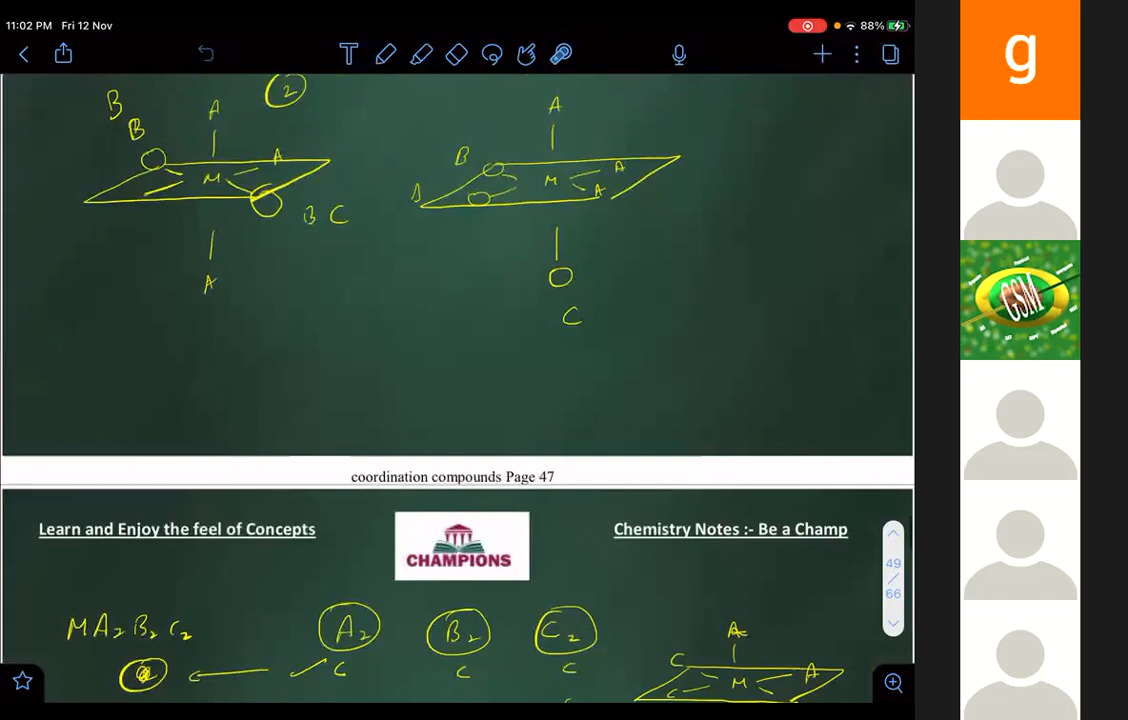 11:02 PM Fri 12 Nov
88%
T
g
B
B
A
2
A
M
B C
A
A
B
M
A
A
C
GSM
coordination compounds Page 47
Learn and Enjoy the feel of Concepts
CHAMPIONS
Chemistry Notes :- Be a Champ
49
/
66
MA2B2C2
A2
B2
C2
C
C
C
C
A
M
C